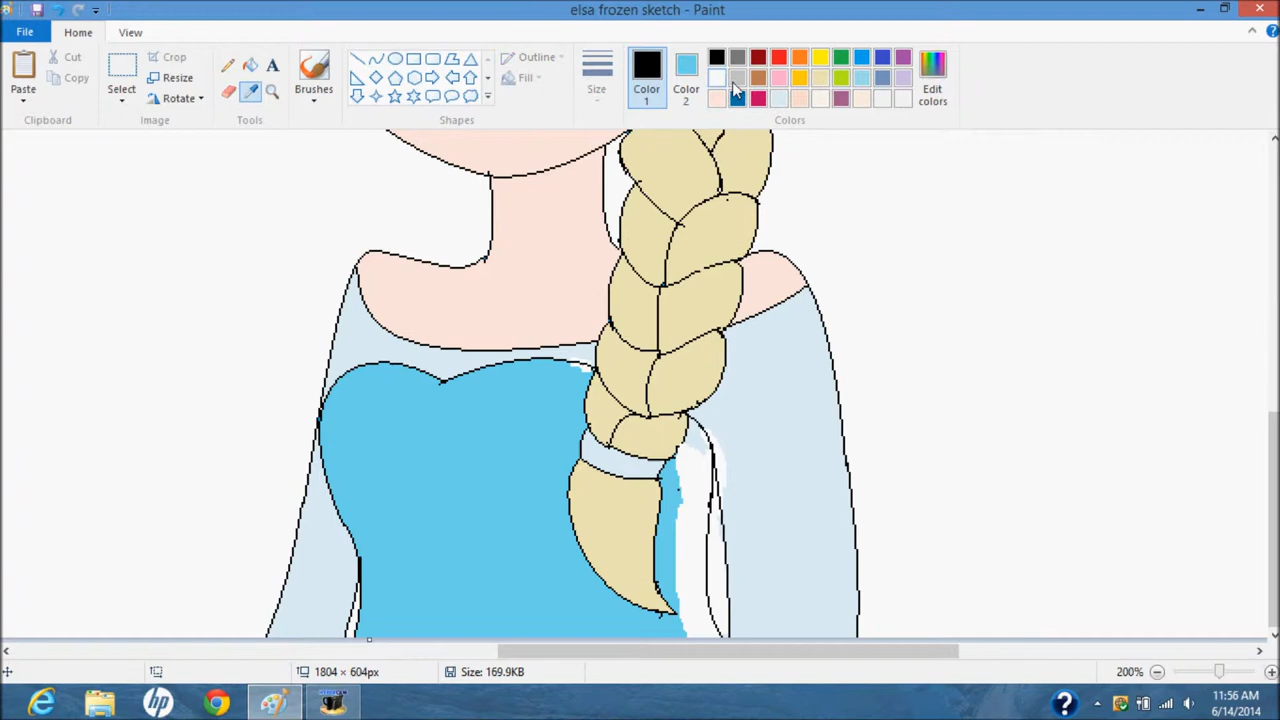 elsa frozen sketch - Paint
File
Home
View
Paste
Cut
Copy
Clipboard
Select
Crop
Resize
Rotate
Image
A
Tools
Brushes
Shapes
Outline
Fill
Size
Color 1
Color 2
Edit colors
Colors
1804 × 604px
Size: 169.9KB
200%
11:56 AM
6/14/2014